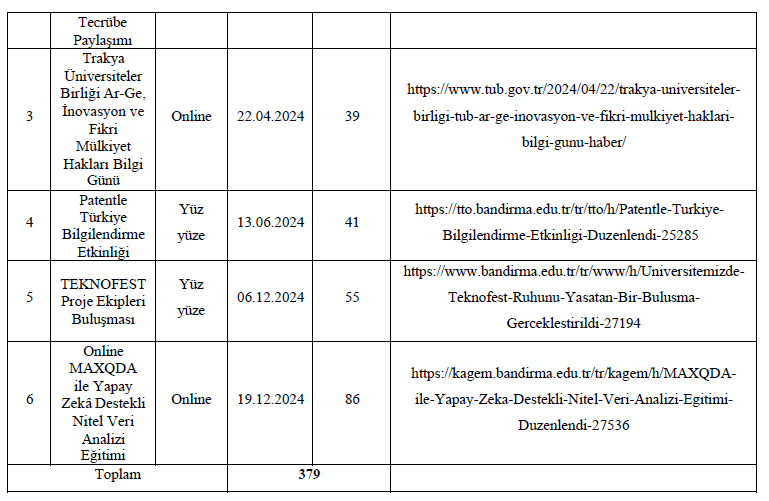 Tecrübe
Paylaşımı
3
Trakya
Üniversiteler
Birliği Ar-Ge,
İnovasyon ve
Fikri
Mülkiyet
Hakları Bilgi
Günü
Online
22.04.2024
39
https://www.tub.gov.tr/2024/04/22/trakya-universiteler-
birligi-tub-ar-ge-inovasyon-ve-fikri-mulkiyet-haklari-
bilgi-gunu-haber/
4
Patentle
Türkiye
Bilgilendirme
Etkinliği
Yüz
yüze
13.06.2024
41
https://tto.bandirma.edu.tr/tr/tto/h/Patentle-Turkiye-
Bilgilendirme-Etkinligi-Duzenlendi-25285
5
TEKNOFEST
Proje Ekipleri
Buluşması
Yüz
yüze
06.12.2024
55
https://www.bandirma.edu.tr/tr/www/h/Universitemizde-
Teknofest-Ruhunu-Yasatan-Bir-Bulusma-
Gerceklestirildi-27194
6
Online
MAXQDA
ile Yapay
Zekâ Destekli
Nitel Veri
Analizi
Eğitimi
Online
19.12.2024
86
https://kagem.bandirma.edu.tr/tr/kagem/h/MAXQDA-
ile-Yapay-Zeka-Destekli-Nitel-Veri-Analizi-Egitimi-
Duzenlendi-27536
Toplam
379